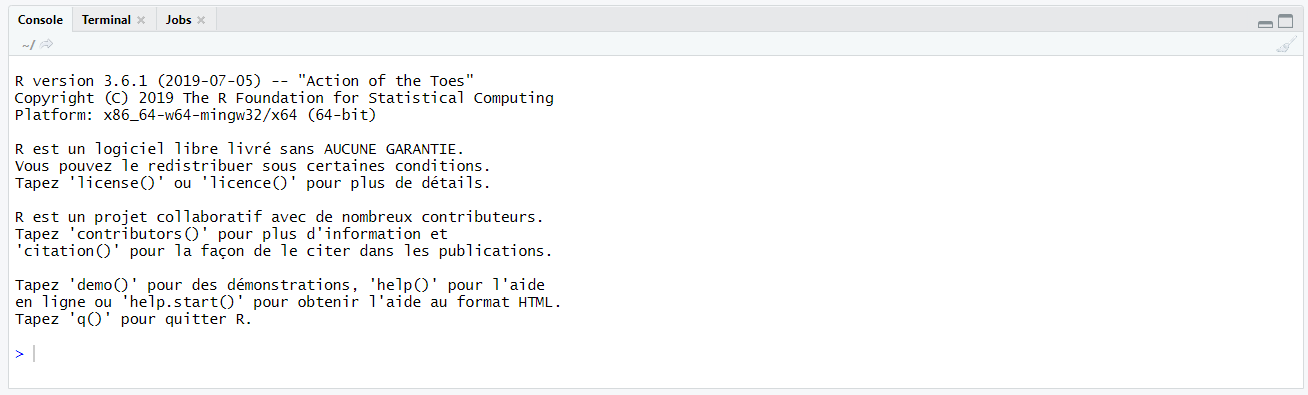 Console Terminal Jobs
~/
R version 3.6.1 (2019-07-05) -- "Action of the Toes"
Copyright (C) 2019 The R Foundation for Statistical Computing
Platform: x86_64-w64-mingw32/x64 (64-bit)
R est un logiciel libre livré sans AUCUNE GARANTIE.
Vous pouvez le redistribuer sous certaines conditions.
Tapez 'license()' ou 'licence()' pour plus de détails.
R est un projet collaboratif avec de nombreux contributeurs.
Tapez 'contributors()' pour plus d'information et
'citation()' pour la façon de le citer dans les publications.
Tapez 'demo()' pour des démonstrations, 'help()' pour l'aide
en ligne ou 'help.start()' pour obtenir l'aide au format HTML.
Tapez 'q()' pour quitter R.
>